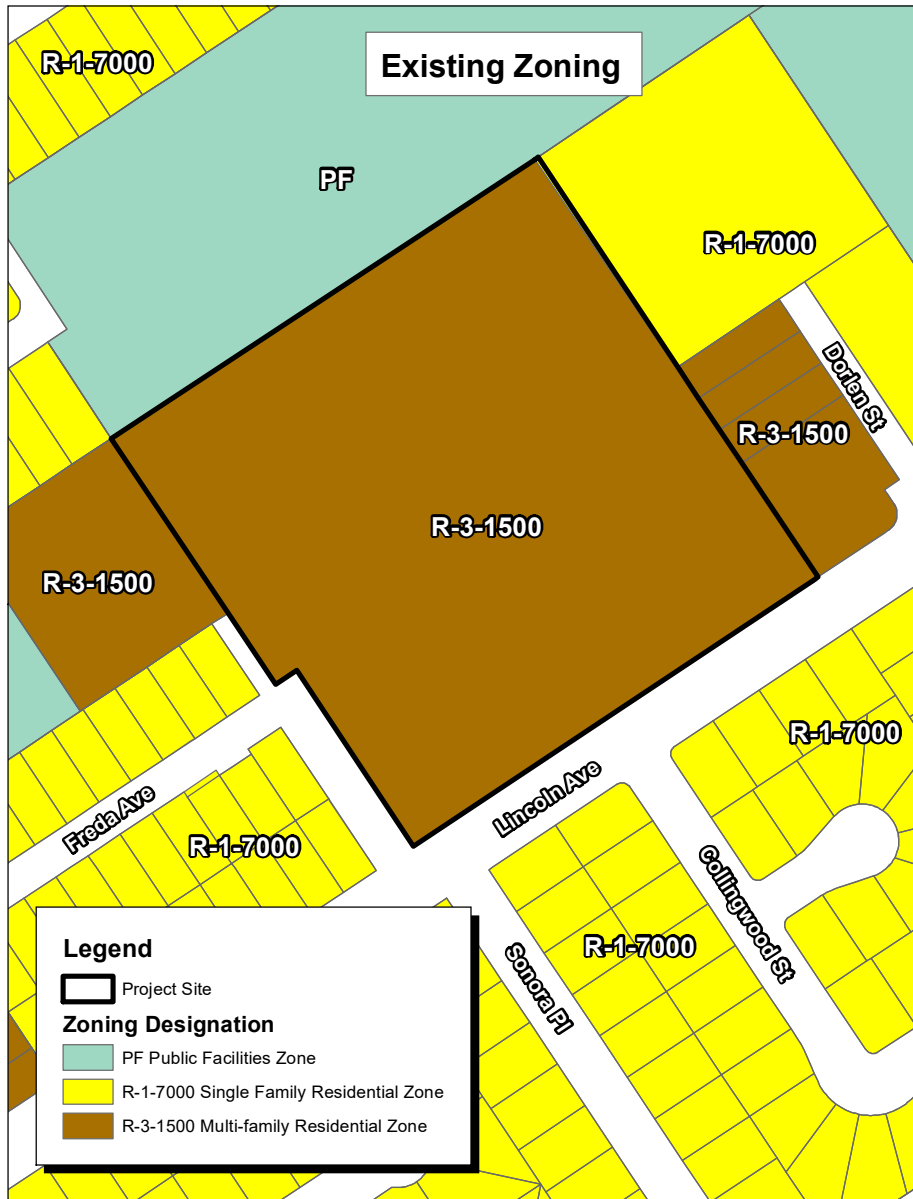 R-1-7000
Existing Zoning
PF
R-1-7000
Dorlen St
R-3-1500
R-3-1500
R-3-1500
R-1-7000
Lincoln Ave
Freda Ave
R-1-7000
Collingwood St
R-1-7000
Sonora Pl
Legend
Project Site
Zoning Designation
PF Public Facilities Zone
R-1-7000 Single Family Residential Zone
R-3-1500 Multi-family Residential Zone